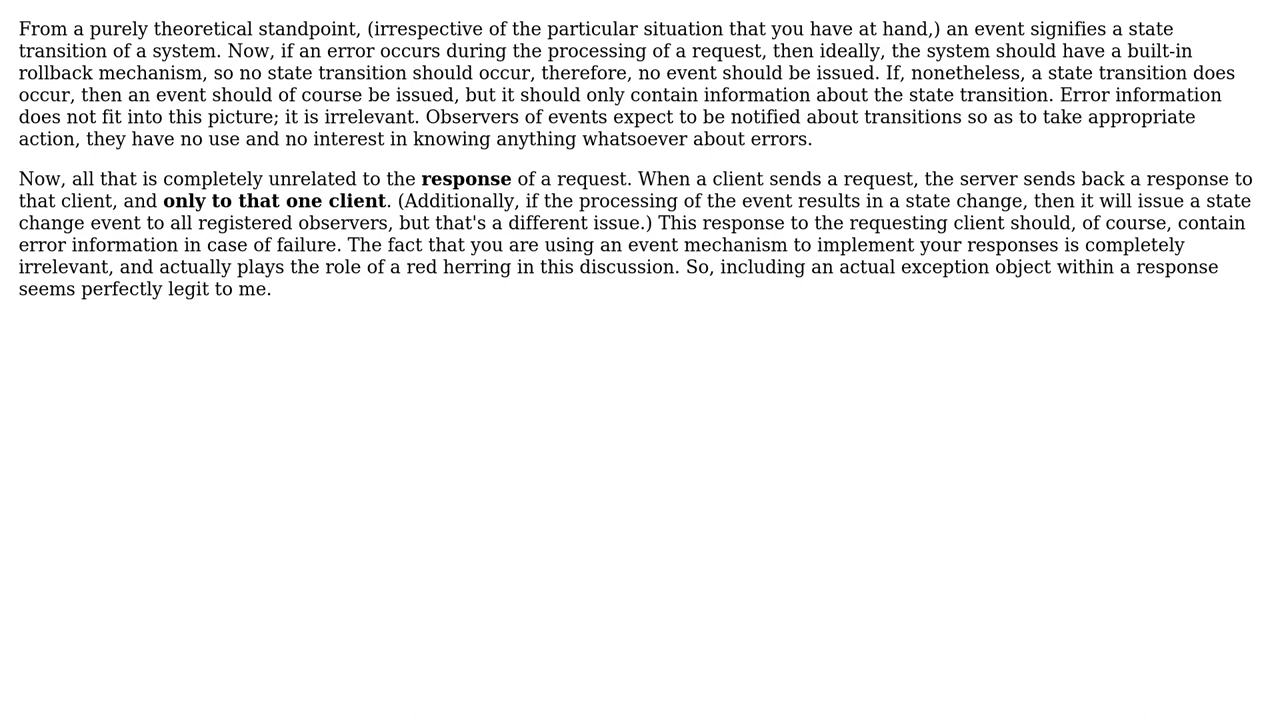 From a purely theoretical standpoint, (irrespective of the particular situation that you have at hand,) an event signifies a state
transition of a system. Now, if an error occurs during the processing of a request, then ideally, the system should have a built-in
rollback mechanism, so no state transition should occur, therefore, no event should be issued. If, nonetheless, a state transition does
occur, then an event should of course be issued, but it should only contain information about the state transition. Error information
does not fit into this picture; it is irrelevant. Observers of events expect to be notified about transitions so as to take appropriate
action, they have no use and no interest in knowing anything whatsoever about errors.
Now, all that is completely unrelated to the response of a request. When a client sends a request, the server sends back a response to
that client, and only to that one client. (Additionally, if the processing of the event results in a state change, then it will issue a state
change event to all registered observers, but that's a different issue.) This response to the requesting client should, of course, contain
error information in case of failure. The fact that you are using an event mechanism to implement your responses is completely
irrelevant, and actually plays the role of a red herring in this discussion. So, including an actual exception object within a response
seems perfectly legit to me.